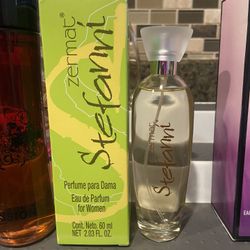 zermat®
Stefanni
Perfume para Dama
Eau de Parfum
for Women
Cont. Neto: 60 ml
NET 2.03 FL. OZ.
zermat®
Stefanni